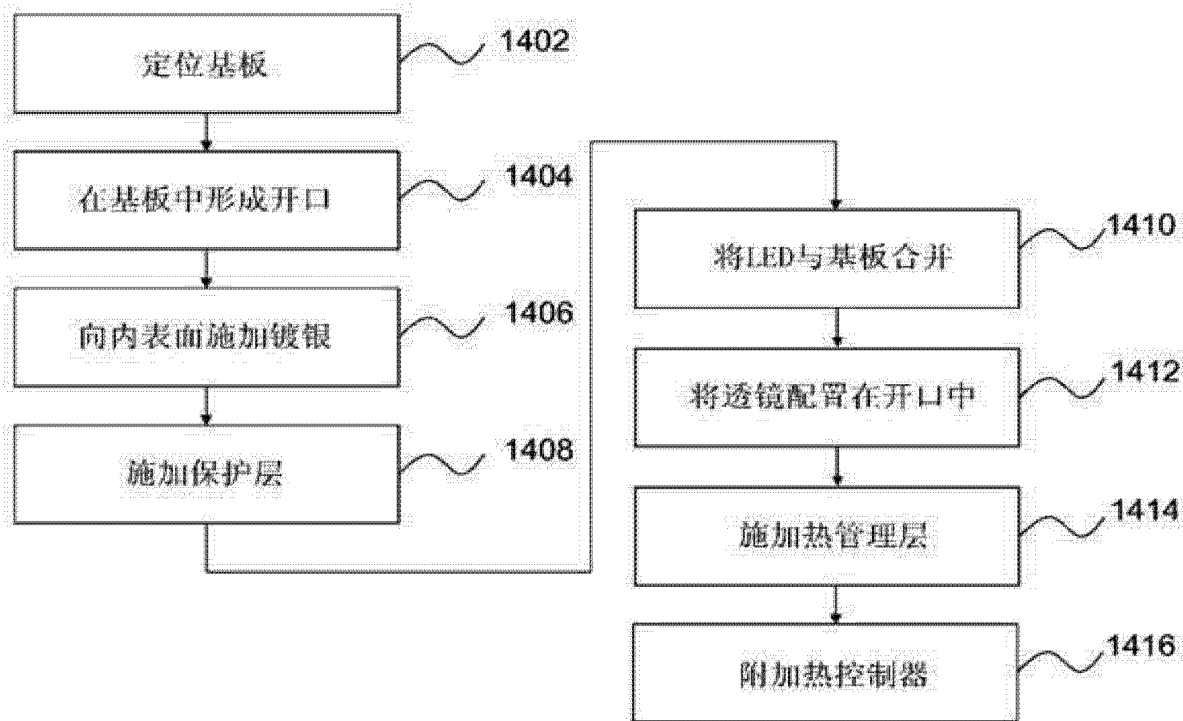 定位基板
1402
在基板中形成开口
1404
向内表面施加镀银
1406
施加保护层
1408
将LED与基板合并
1410
将透镜配置在开口中
1412
施加热管理层
1414
附加热控制器
1416